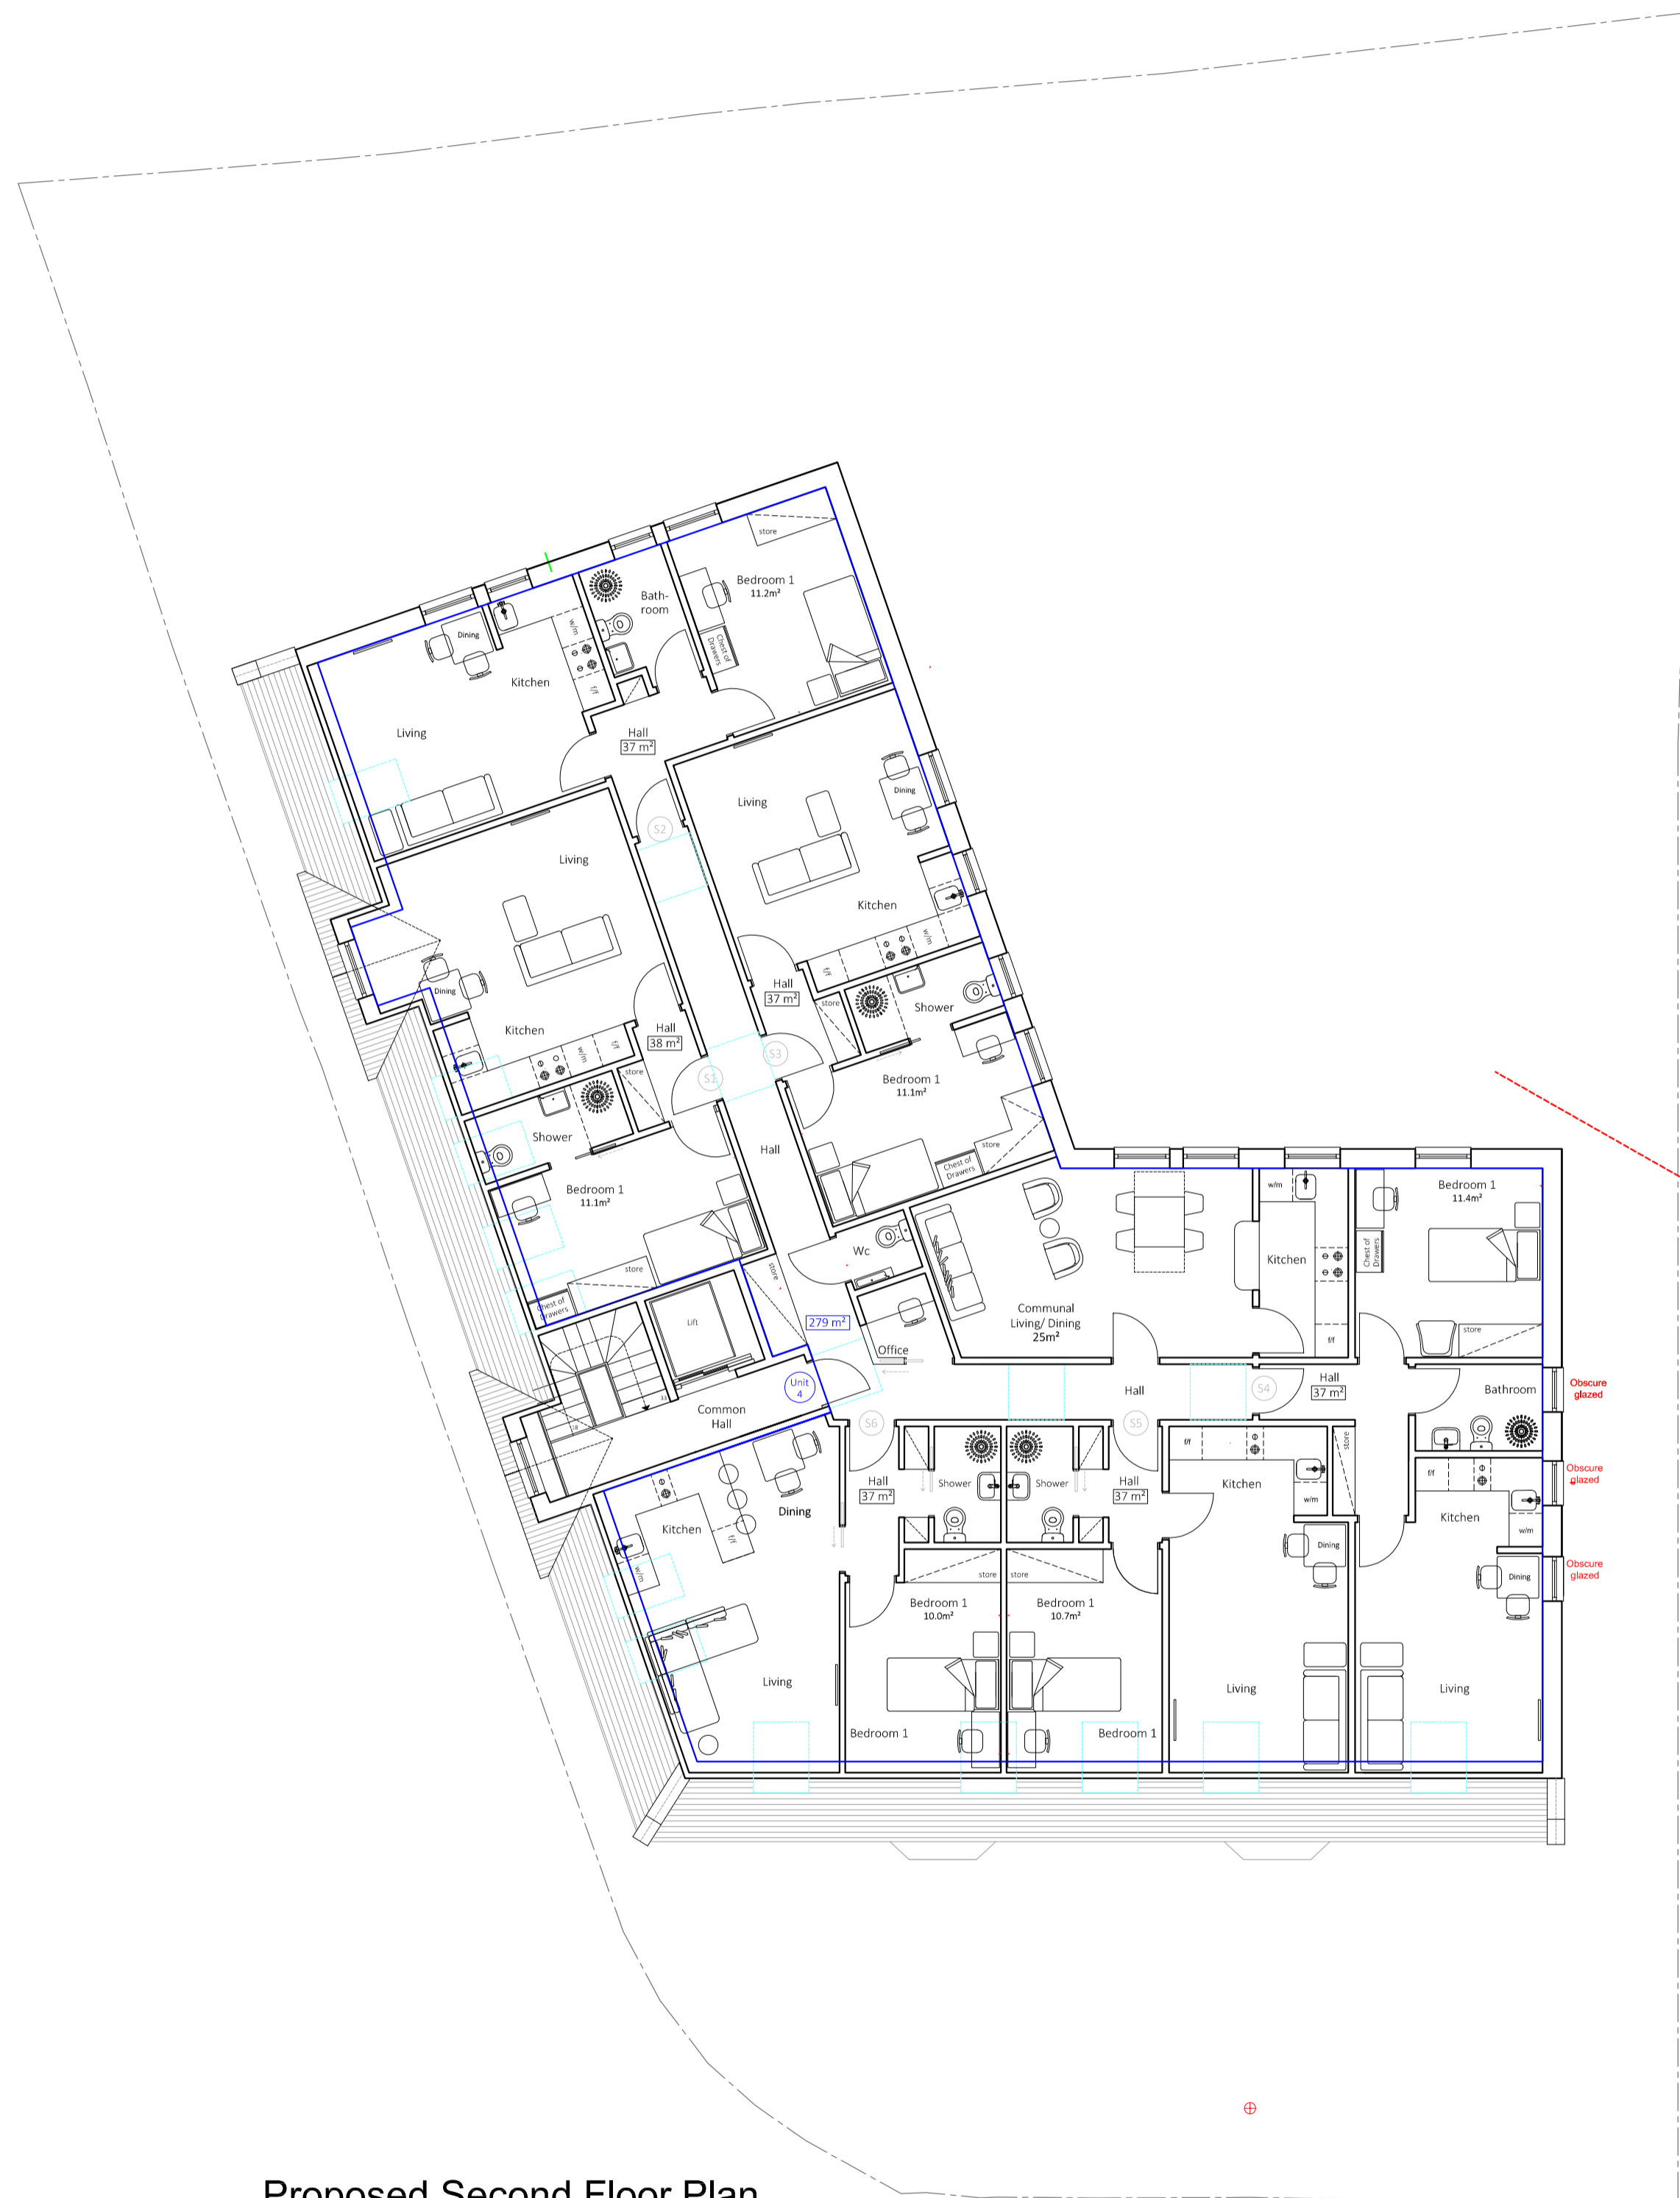 store
Bedroom 1
11.2m²
Bath-
room
Chest of
Drawers
Dining
w/m
f/f
Kitchen
Living
Hall
37 m²
S2
Living
Dining
Kitchen
w/m
f/f
Hall
37 m²
store
Shower
S3
Bedroom 1
11.1m²
store
Chest of
Drawers
Living
Dining
Kitchen
w/m
f/f
Hall
38 m²
store
S1
Shower
Bedroom 1
11.1m²
store
Chest of
Drawers
Hall
Wc
store
279 m²
Office
Lift
Unit
4
Common
Hall
18
31
Communal
Living/ Dining
25m²
w/m
Kitchen
f/f
Bedroom 1
11.4m²
Chest of
Drawers
store
Hall
S4
Hall
37 m²
Bathroom
Obscure
glazed
Obscure
glazed
Obscure
glazed
S6
S5
Hall
37 m²
Shower
Shower
Hall
37 m²
f/f
Kitchen
w/m
store
f/f
Kitchen
w/m
Dining
Kitchen
f/f
w/m
Living
store
store
Bedroom 1
10.0m²
Bedroom 1
10.7m²
Bedroom 1
Bedroom 1
Dining
Living
Dining
Living
Proposed Second Floor Plan